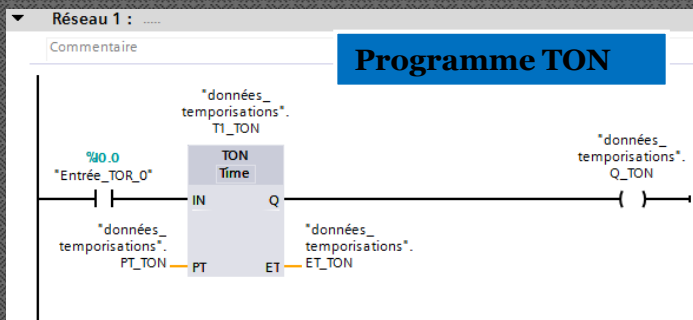 Réseau 1 : .....
Commentaire
Programme TON
"données_
temporisations".
T1_TON
%I0.0
"Entrée_TOR_0"
TON
Time
IN
Q
"données_
temporisations".
Q_TON
"données_
temporisations".
PT_TON
PT
ET
"données_
temporisations".
ET_TON